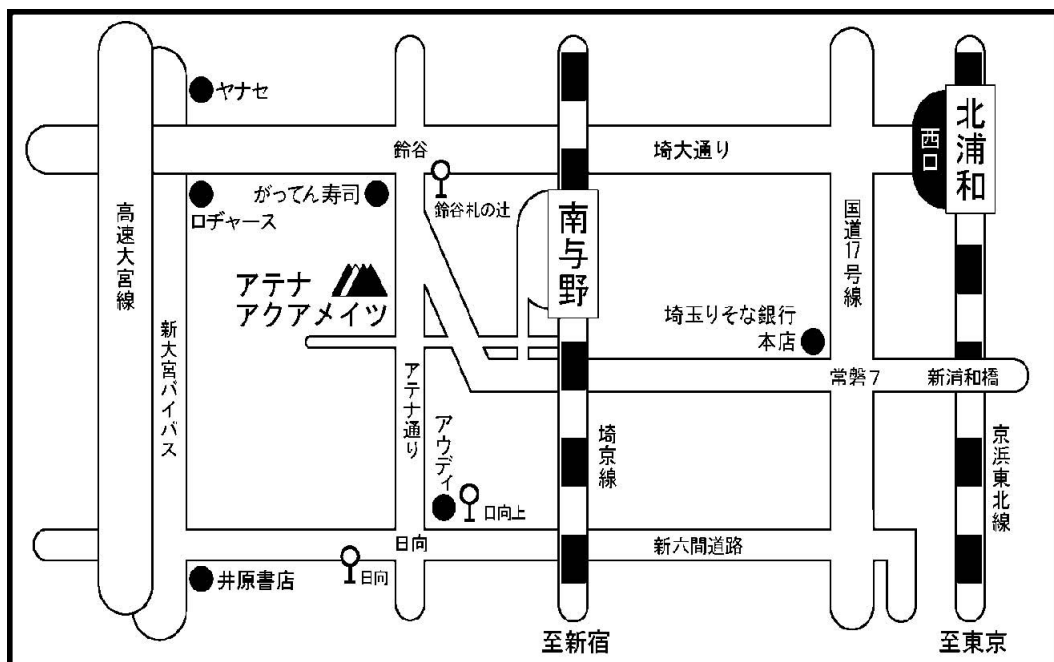 ヤナセ
北浦和
西口
鈴谷
埼大通り
鈴谷札の辻
がってん寿司
ロヂャース
南与野
高速大宮線
国道17号線
アテナ
アクアメイツ
埼玉りそな銀行
本店
新大宮バイパス
アテナ通り
常磐7
新浦和橋
アウディ
埼京線
京浜東北線
日向上
日向
新六間道路
井原書店
日向
至新宿
至東京